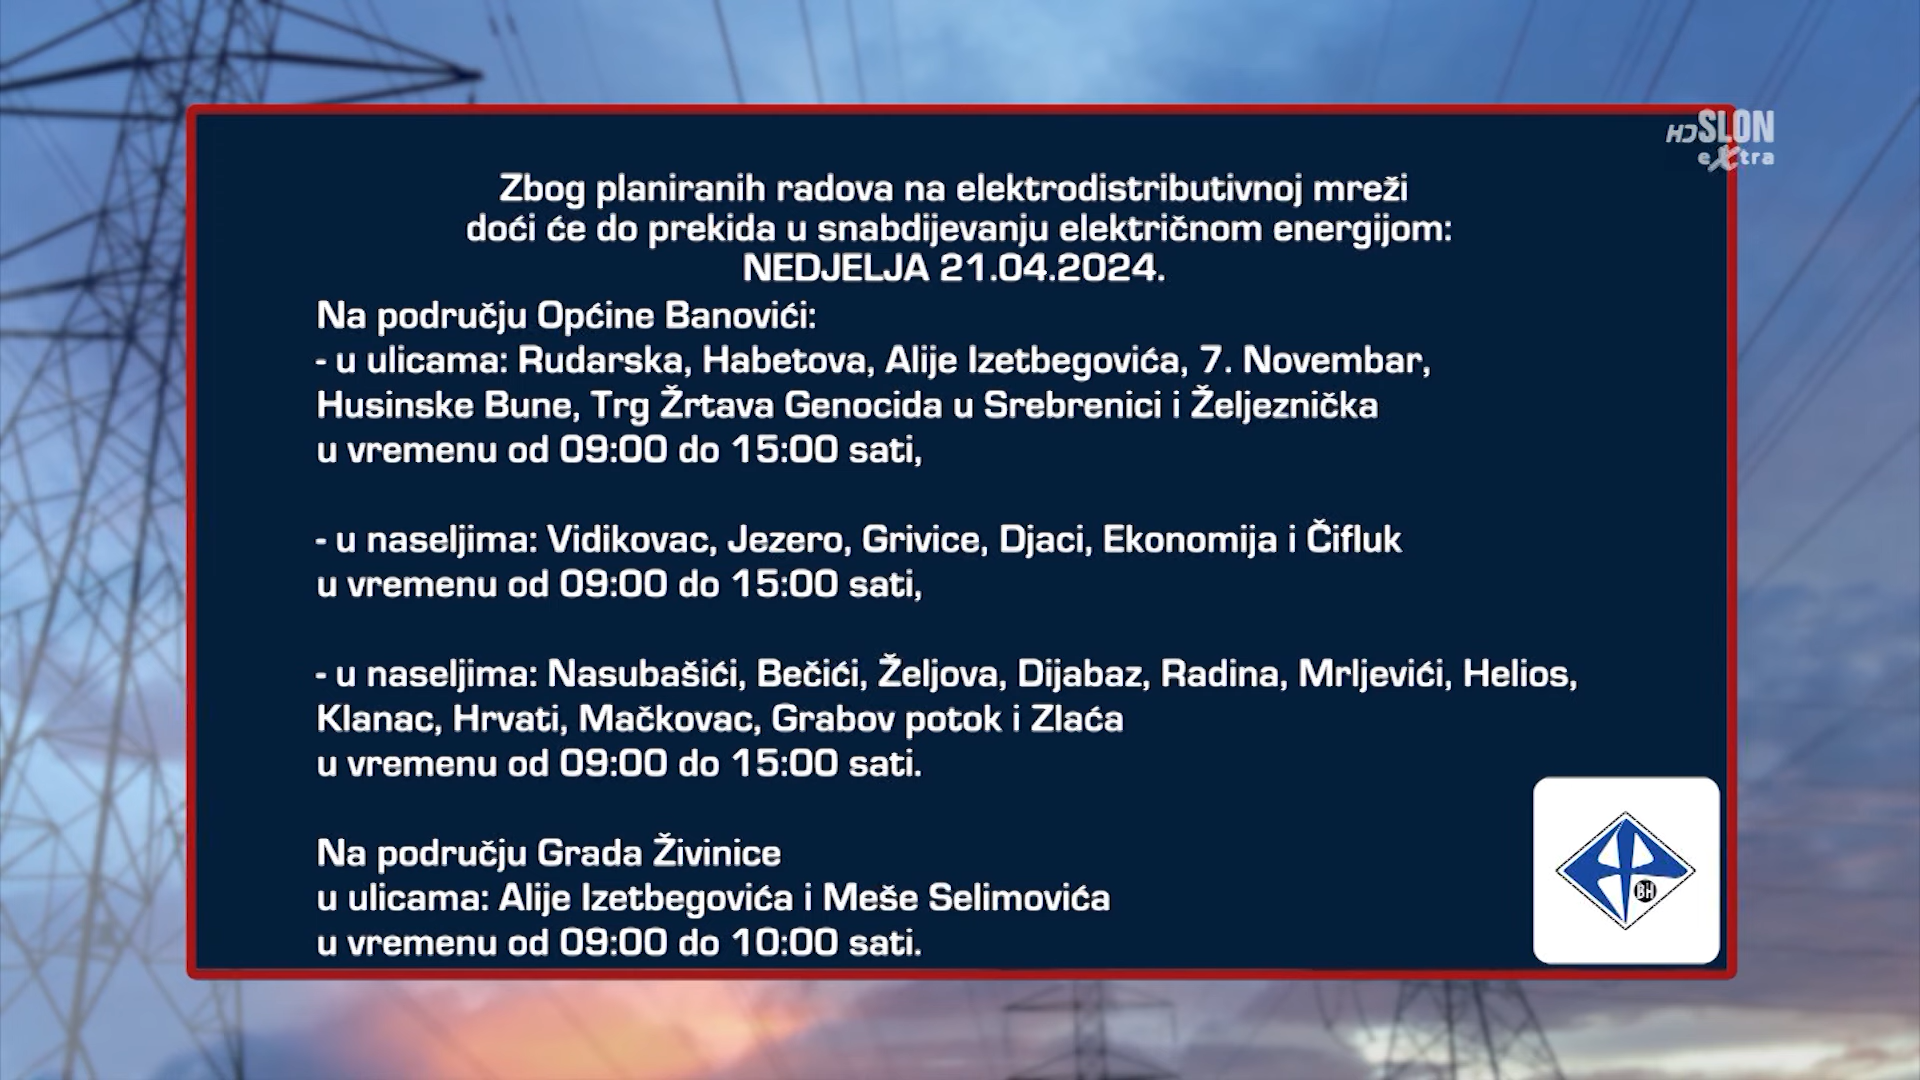 HD SLON
extra
Zbog planiranih radova na elektrodistributivnoj mreži
doći će do prekida u snabdijevanju električnom energijom:
NEDJELJA 21.04.2024.
Na području Općine Banovići:
- u ulicama: Rudarska, Habetova, Alije Izetbegovića, 7. Novembar,
Husinske Bune, Trg Žrtava Genocida u Srebrenici i Željeznička
u vremenu od 09:00 do 15:00 sati,
- u naseljima: Vidikovac, Jezero, Grivice, Djaci, Ekonomija i Čifluk
u vremenu od 09:00 do 15:00 sati,
- u naseljima: Nasubašići, Bečići, Željova, Dijabaz, Radina, Mrljevići, Helios,
Klanac, Hrvati, Mačkovac, Grabov potok i Zlaća
u vremenu od 09:00 do 15:00 sati.
Na području Grada Živinice
u ulicama: Alije Izetbegovića i Meše Selimovića
u vremenu od 09:00 do 10:00 sati.
BH